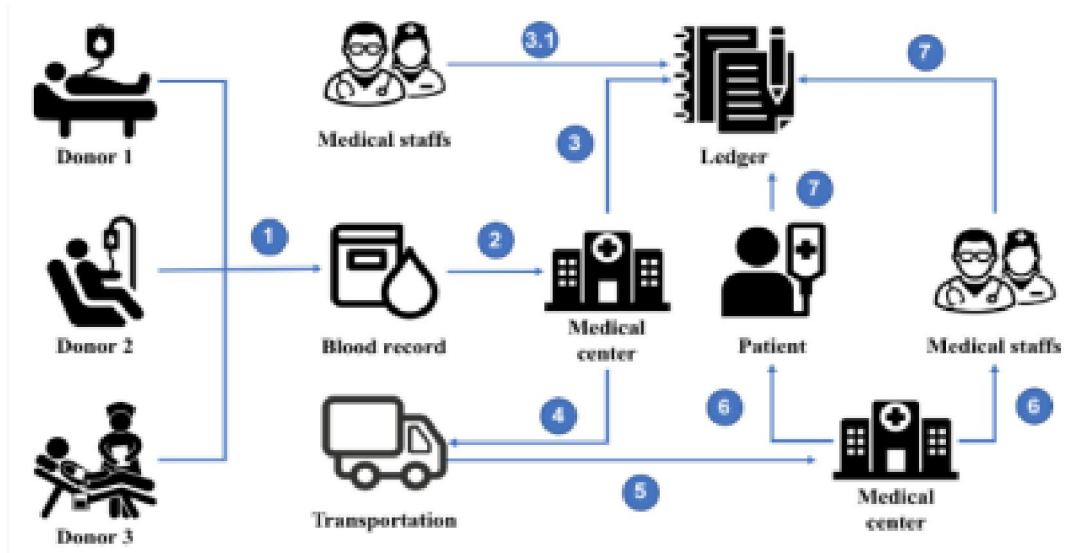 3.1
7
Medical staffs
Donor 1
3
Ledger
7
1
2
Donor 2
Blood record
Medical
center
Patient
Medical staffs
4
6
6
5
Donor 3
Transportation
Medical
center